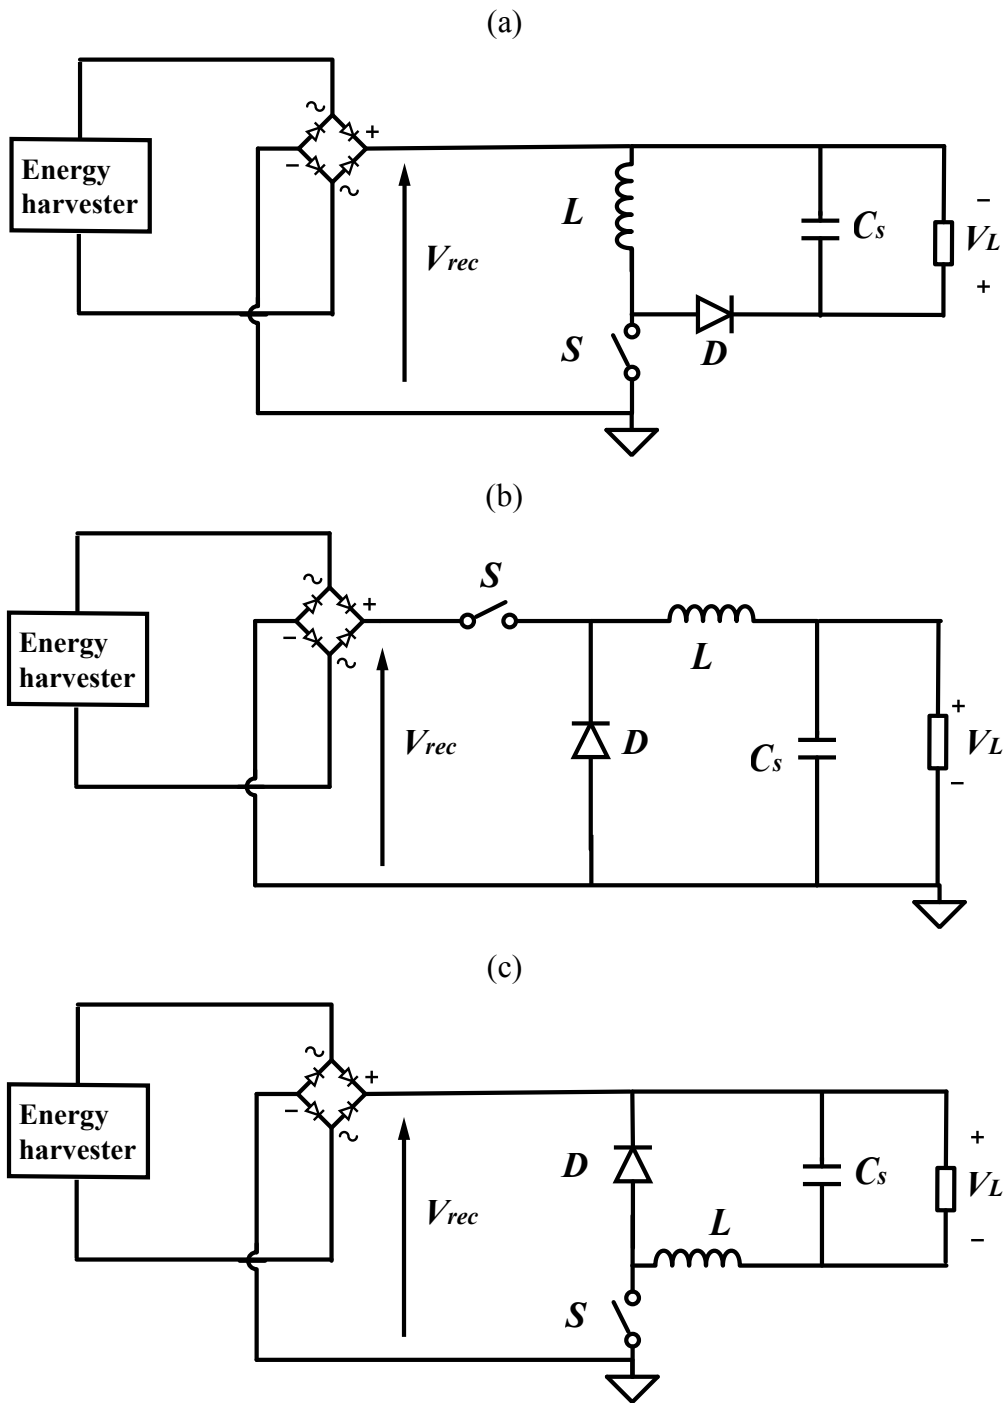 (a)
~
Energy
harvester
+
−
~
V_rec
L
C_s
−
V_L
+
S
D
(b)
S
~
Energy
harvester
+
−
~
L
V_rec
D
C_s
+
V_L
−
(c)
~
Energy
harvester
+
−
~
V_rec
D
C_s
+
V_L
−
L
S